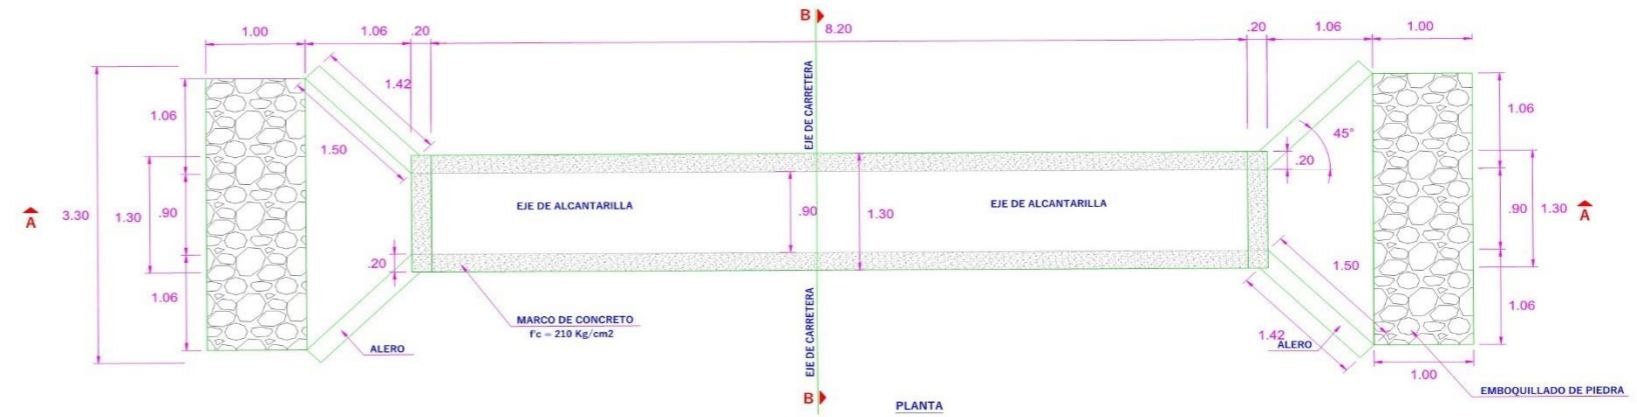 B
1.00
1.06
.20
8.20
.20
1.06
1.00
EJE DE CARRETERA
1.42
1.06
1.50
1.06
45°
.20
A
3.30
1.30
.90
EJE DE ALCANTARILLA
.90
1.30
EJE DE ALCANTARILLA
.90
1.30
A
.20
1.50
1.06
1.06
MARCO DE CONCRETO
f'c = 210 Kg/cm2
EJE DE CARRETERA
1.42
ALERO
ALERO
1.00
B
PLANTA
EMBOQUILLADO DE PIEDRA